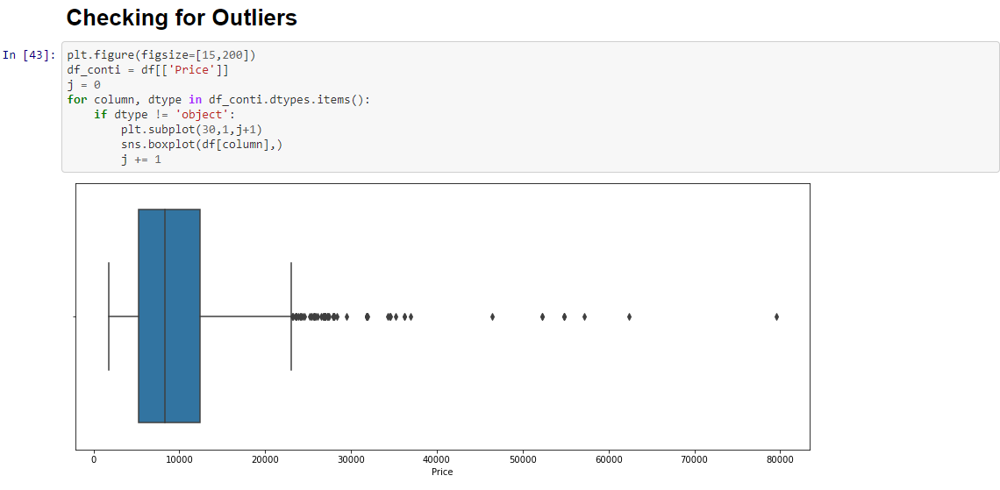 Checking for Outliers
In [43]: plt.figure(figsize=[15,200])
df_conti = df[['Price']]
j = 0
for column, dtype in df_conti.dtypes.items():
    if dtype != 'object':
        plt.subplot(30,1,j+1)
        sns.boxplot(df[column],)
        j += 1
0 10000 20000 30000 40000 50000 60000 70000 80000
Price